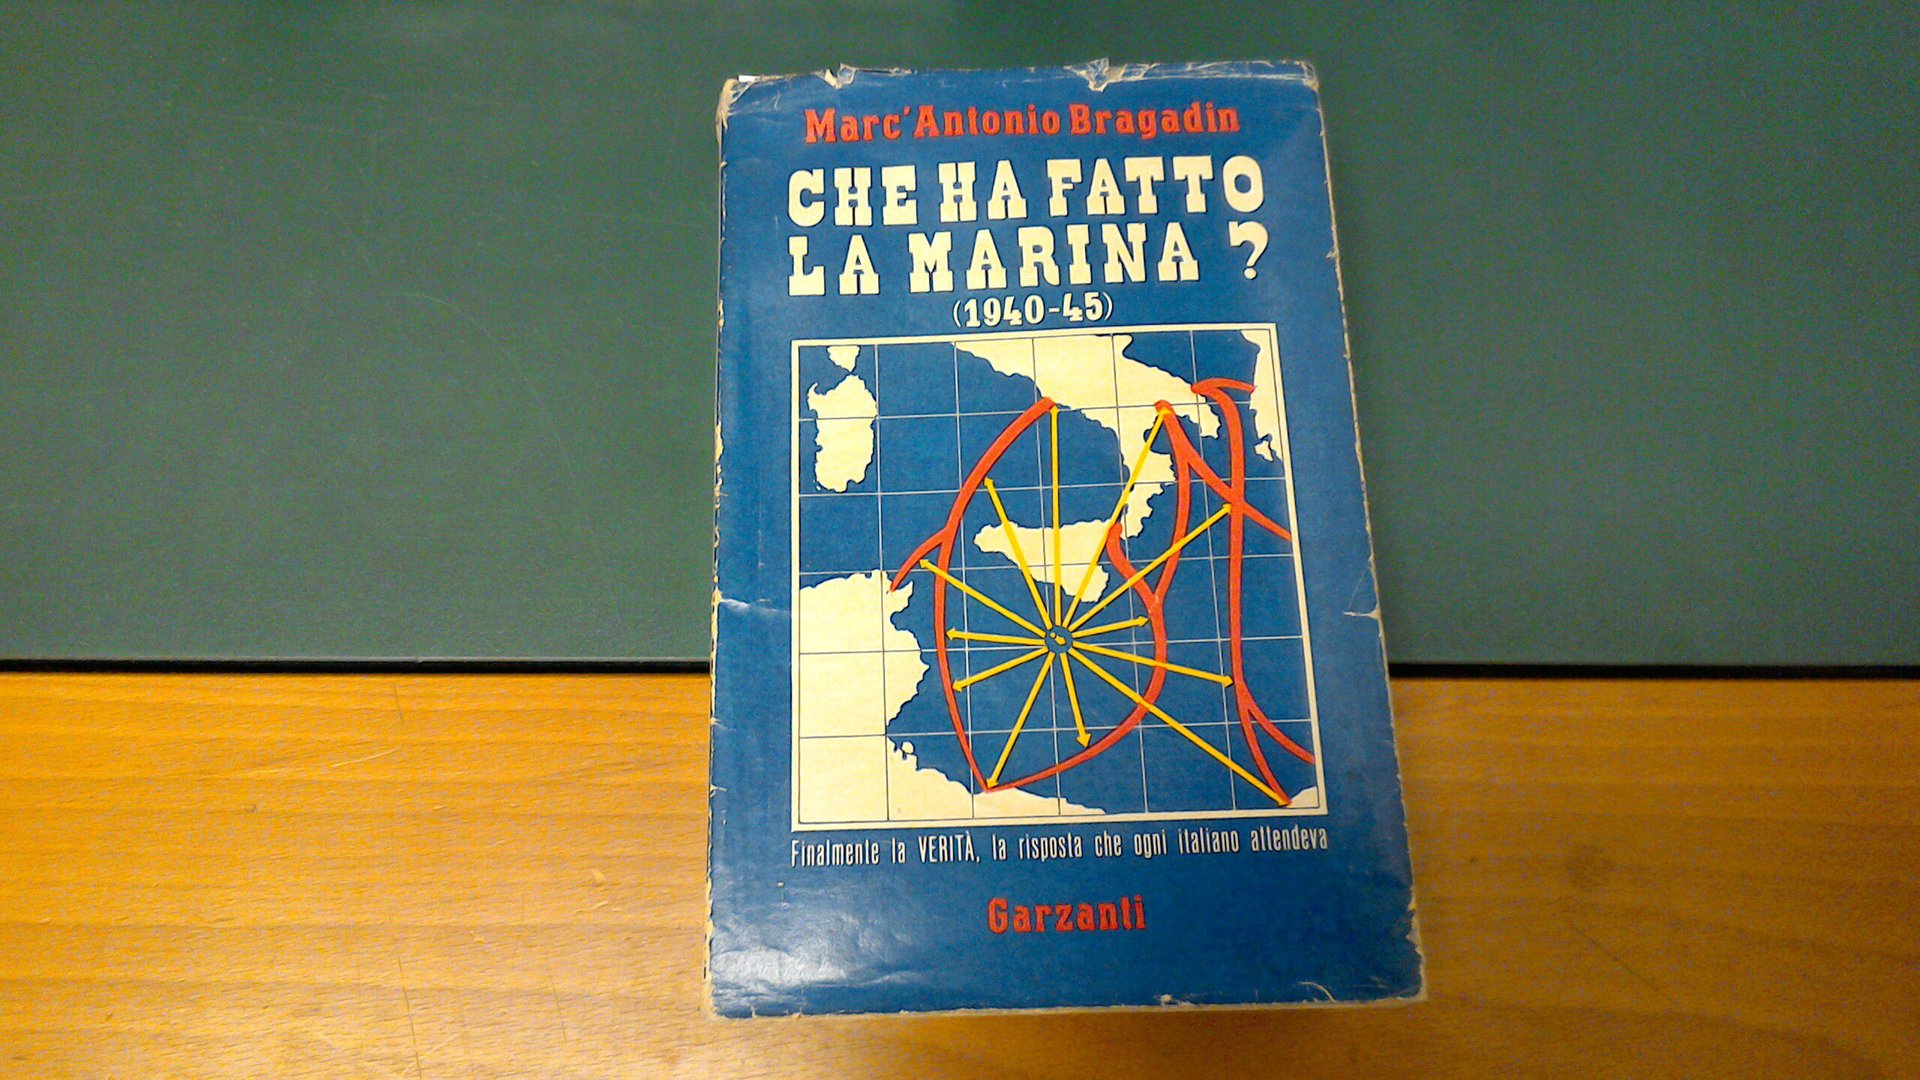 Marc'Antonio Bragadin
CHE HA FATTO
LA MARINA?
(1940-45)
Finalmente la VERITÀ, la risposta che ogni italiano attendeva
Garzanti